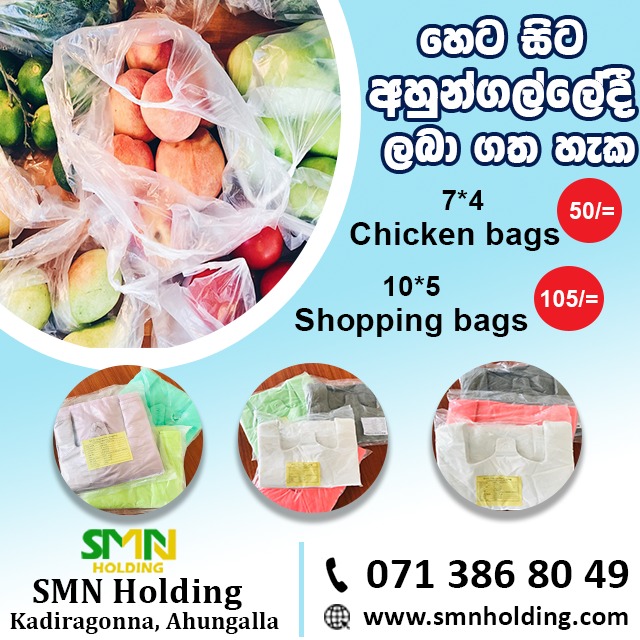 හෙට සිට
අහුන්ගල්ලේදී
ලබා ගත හැක
7*4
Chicken bags
50/=
10*5
Shopping bags
105/=
SMN
HOLDING
SMN Holding
Kadiragonna, Ahungalla
071 386 80 49
www.smnholding.com